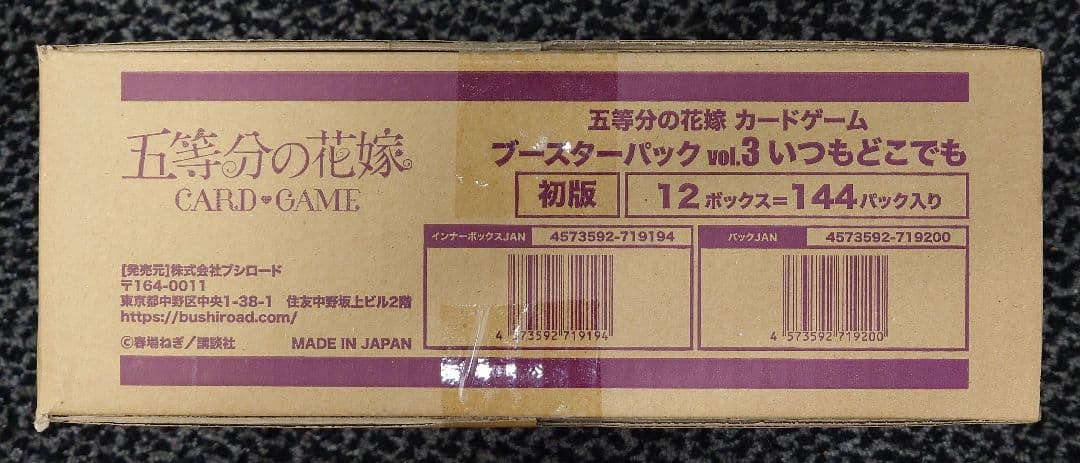 五等分の花嫁
CARD GAME
五等分の花嫁 カードゲーム
ブースターパック vol.3 いつもどこでも
初版
12ボックス=144パック入り
インナーボックスJAN 4573592-719194
4 573592 719194
パックJAN 4573592-719200
4 573592 719200
[発売元]株式会社ブシロード
〒164-0011
東京都中野区中央1-38-1 住友中野坂上ビル2階
https://bushiroad.com/
©春場ねぎ/講談社 MADE IN JAPAN